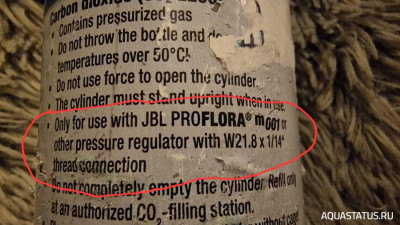 Carbon dioxide
• Contains pressurized gas
• Do not throw the bottle and
temperatures over 50°C!
• Do not use force to open the cylinder.
• The cylinder must stand upright when in use.
• Only for use with JBL PROFLORA® m001 or
other pressure regulator with W21.8 x 1/14"
thread connection
• Do not completely empty the cylinder. Refill only
at an authorized CO₂-filling station.
without
AQUASTATUS.RU